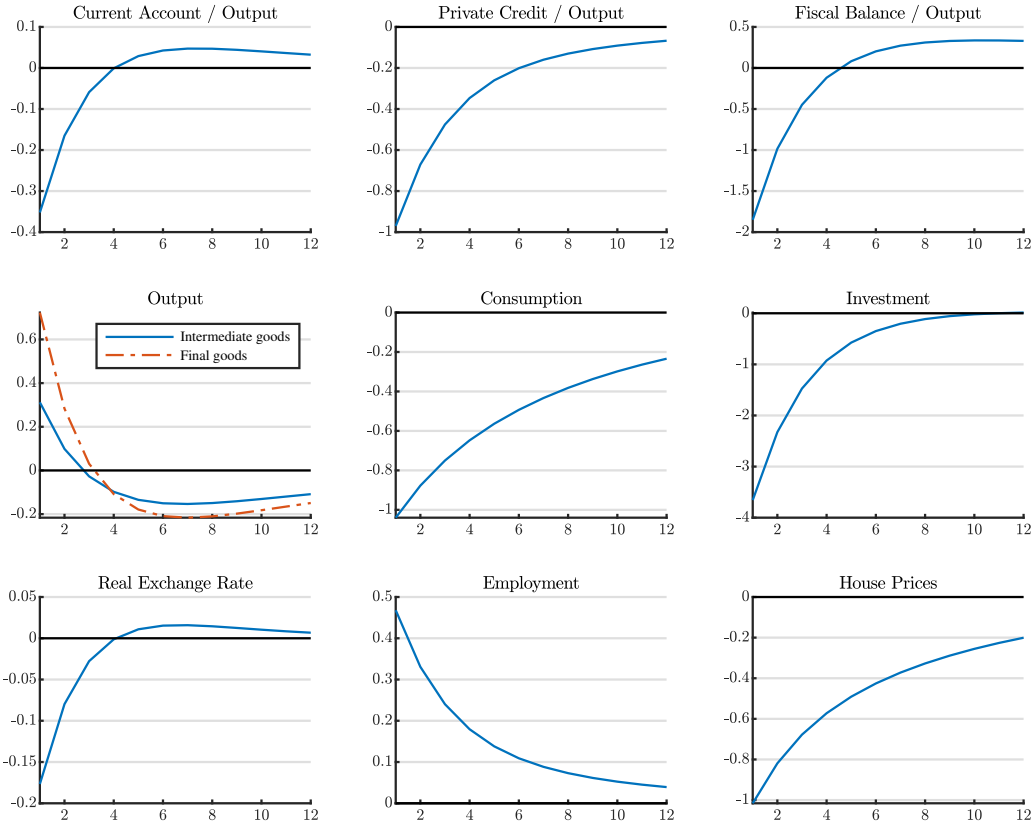 Current Account / Output
0.1
0
-0.1
-0.2
-0.3
-0.4
2 4 6 8 10 12
Private Credit / Output
0
-0.2
-0.4
-0.6
-0.8
-1
2 4 6 8 10 12
Fiscal Balance / Output
0.5
0
-0.5
-1
-1.5
-2
2 4 6 8 10 12
Output
Intermediate goods
Final goods
0.6
0.4
0.2
0
-0.2
2 4 6 8 10 12
Consumption
0
-0.2
-0.4
-0.6
-0.8
-1
2 4 6 8 10 12
Investment
0
-1
-2
-3
-4
2 4 6 8 10 12
Real Exchange Rate
0.05
0
-0.05
-0.1
-0.15
-0.2
2 4 6 8 10 12
Employment
0.5
0.4
0.3
0.2
0.1
0
2 4 6 8 10 12
House Prices
0
-0.2
-0.4
-0.6
-0.8
-1
2 4 6 8 10 12